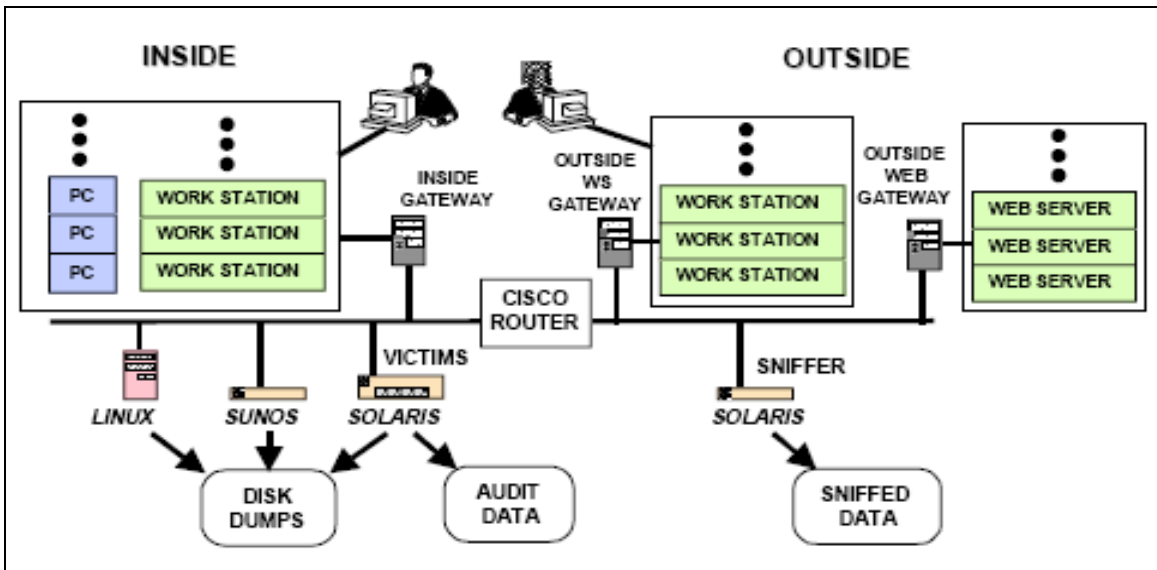 INSIDE
OUTSIDE
PC
PC
PC
WORK STATION
WORK STATION
WORK STATION
INSIDE
GATEWAY
OUTSIDE
WS
GATEWAY
WORK STATION
WORK STATION
WORK STATION
OUTSIDE
WEB
GATEWAY
WEB SERVER
WEB SERVER
WEB SERVER
CISCO
ROUTER
VICTIMS
SNIFFER
LINUX
SUNOS
SOLARIS
SOLARIS
DISK
DUMPS
AUDIT
DATA
SNIFFED
DATA